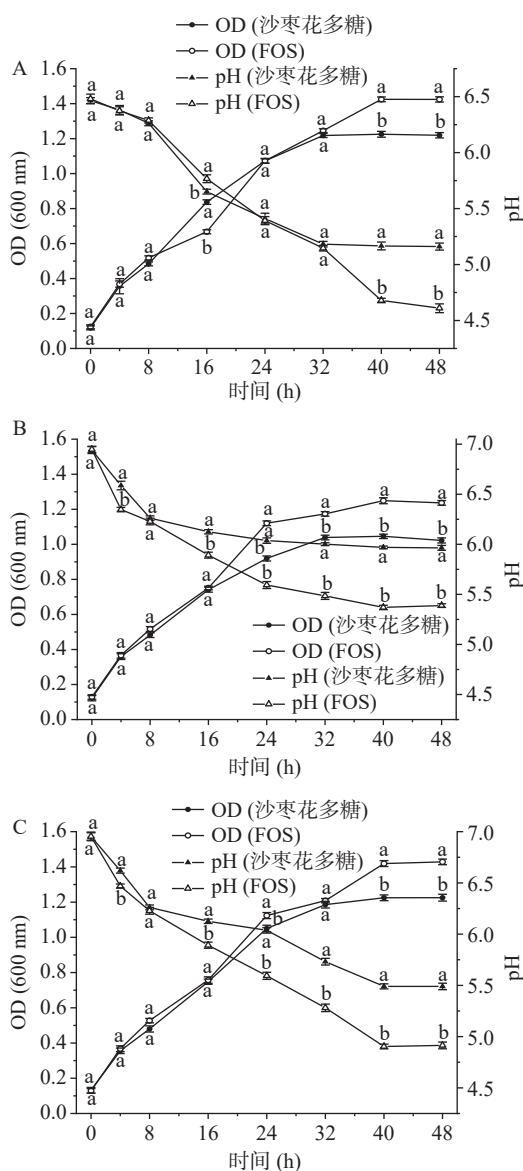 A
OD (沙枣花多糖)
OD (FOS)
pH (沙枣花多糖)
pH (FOS)
OD (600 nm)
1.6
1.4
1.2
1.0
0.8
0.6
0.4
0.2
0.0
6.5
6.0
5.5
5.0
4.5
pH
a a a a a a a a
a a a b a a b b
a a a a a a b b
a a a b a a b b
0 4 8 16 24 32 40 48
时间 (h)
B
OD (600 nm)
1.6
1.4
1.2
1.0
0.8
0.6
0.4
0.2
0.0
7.0
6.5
6.0
5.5
5.0
4.5
pH
a a a a a a a a
a b a b b b b b
a a a a a a a a
a a a a b b b b
OD (沙枣花多糖)
OD (FOS)
pH (沙枣花多糖)
pH (FOS)
0 4 8 16 24 32 40 48
时间 (h)
C
OD (沙枣花多糖)
OD (FOS)
pH (沙枣花多糖)
pH (FOS)
OD (600 nm)
1.6
1.4
1.2
1.0
0.8
0.6
0.4
0.2
0.0
7.0
6.5
6.0
5.5
5.0
4.5
pH
a a a a a a a a
a b a b b b b b
a a a a a a a a
a a a a b a b b
0 4 8 16 24 32 40 48
时间 (h)